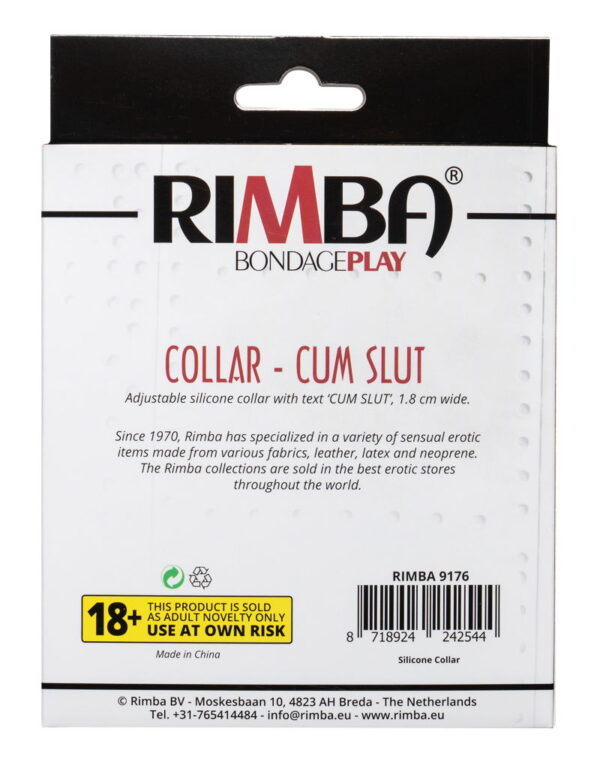 RIMBA®
BONDAGEPLAY
COLLAR - CUM SLUT
Adjustable silicone collar with text ‘CUM SLUT’, 1.8 cm wide.
Since 1970, Rimba has specialized in a variety of sensual erotic
items made from various fabrics, leather, latex and neoprene.
The Rimba collections are sold in the best erotic stores
throughout the world.
18+
THIS PRODUCT IS SOLD
AS ADULT NOVELTY ONLY
USE AT OWN RISK
Made in China
RIMBA 9176
8 718924 242544
Silicone Collar
© Rimba BV - Moskesbaan 10, 4823 AH Breda - The Netherlands
Tel. +31-765414484 - info@rimba.eu - www.rimba.eu